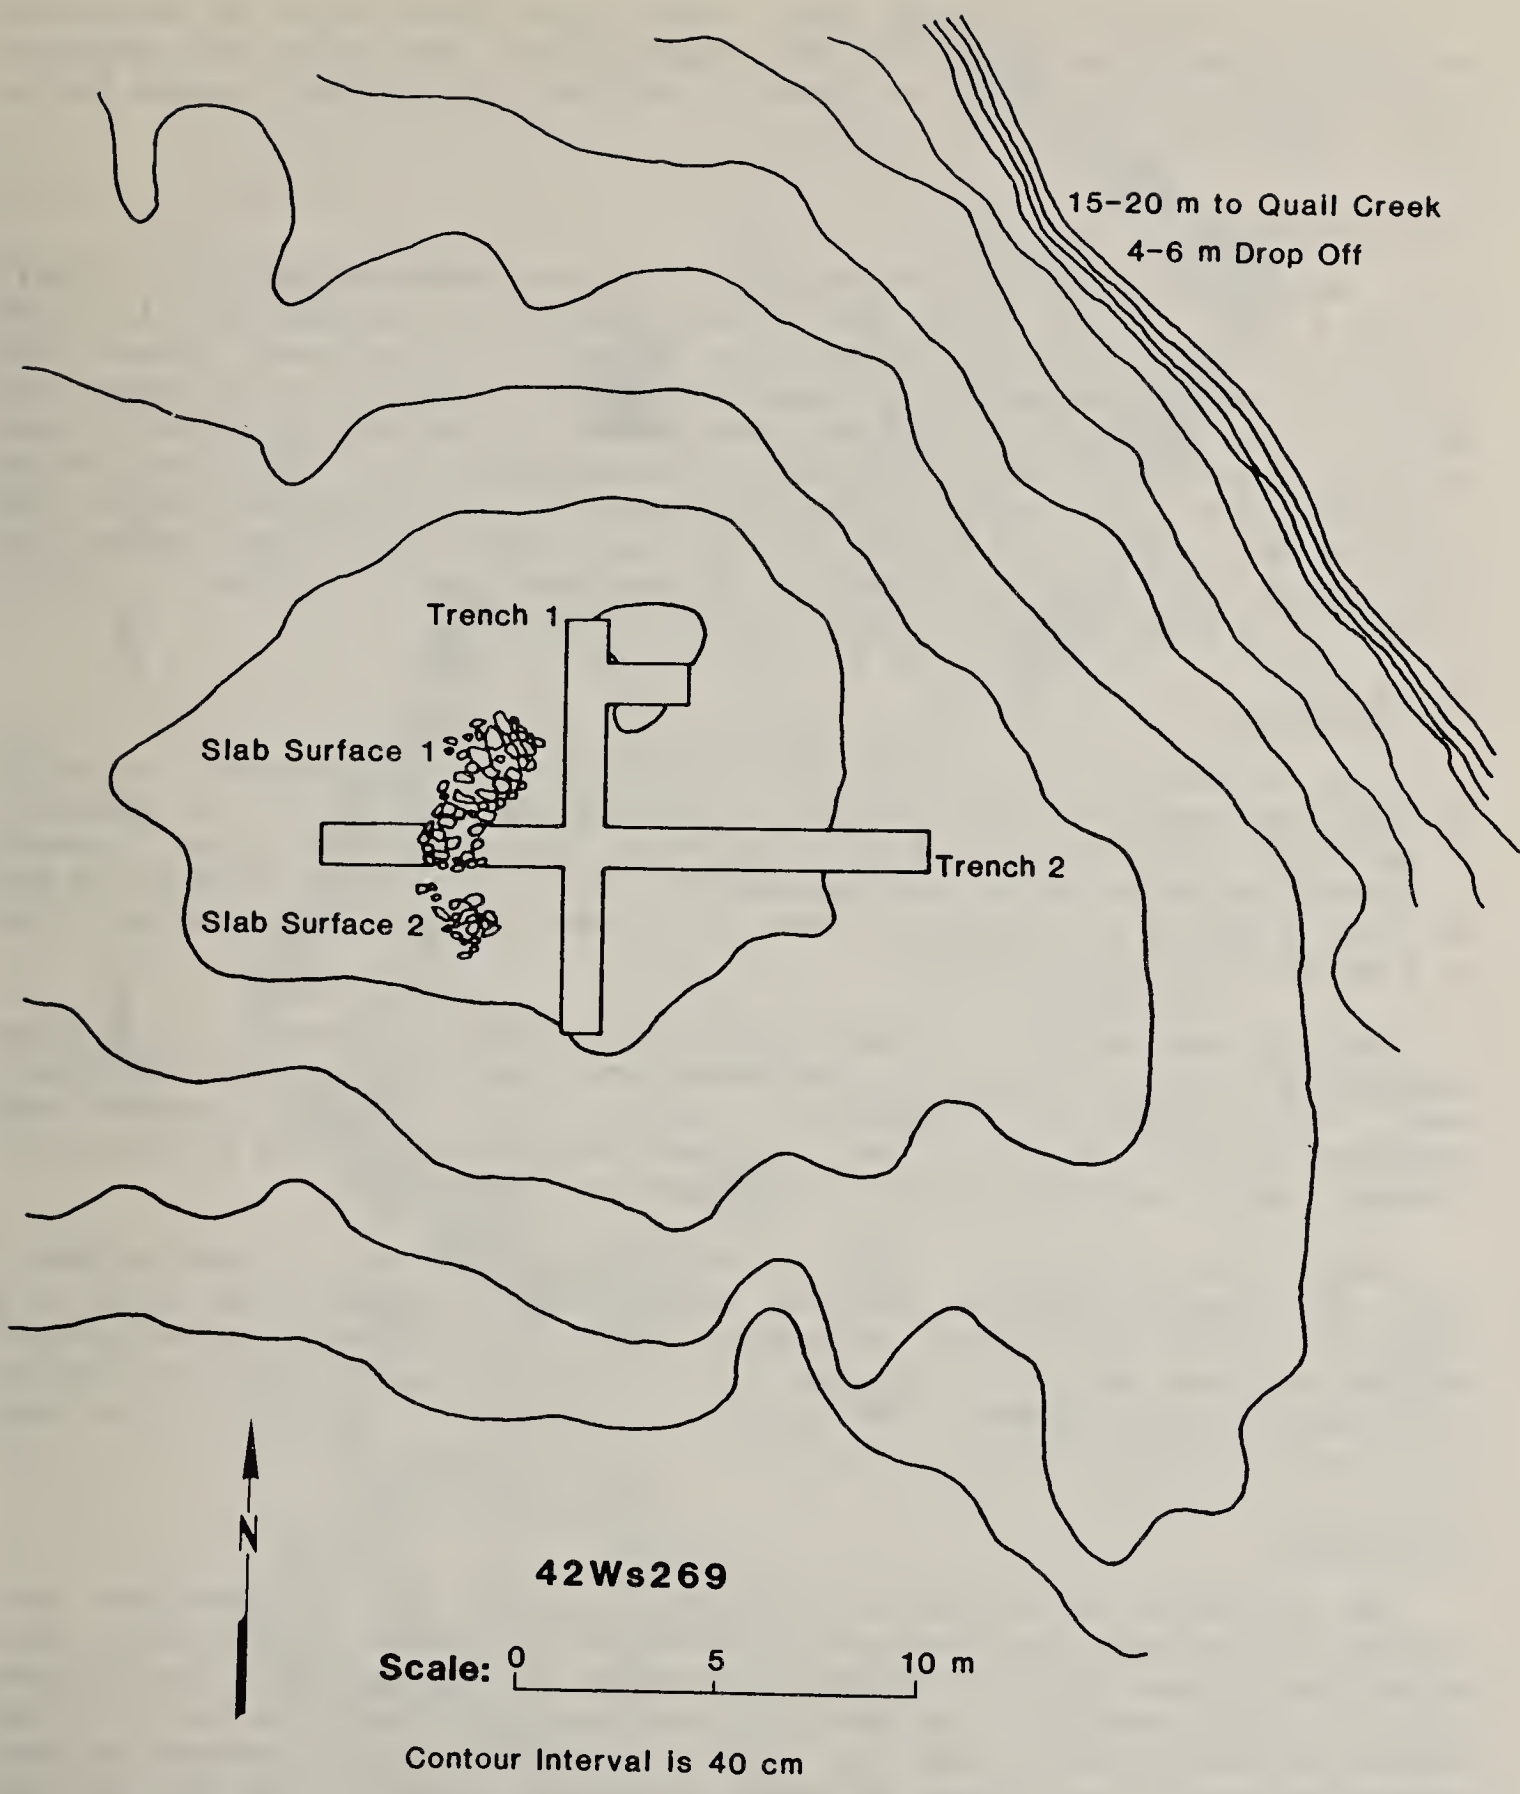 15-20 m to Quail Creek
4-6 m Drop Off
Trench 1
Slab Surface 1
Trench 2
Slab Surface 2
N
42Ws269
Scale: 0 5 10 m
Contour Interval is 40 cm